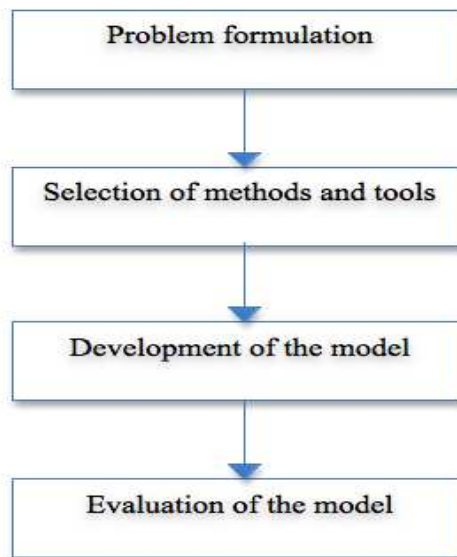 Problem formulation
Selection of methods and tools
Development of the model
Evaluation of the model